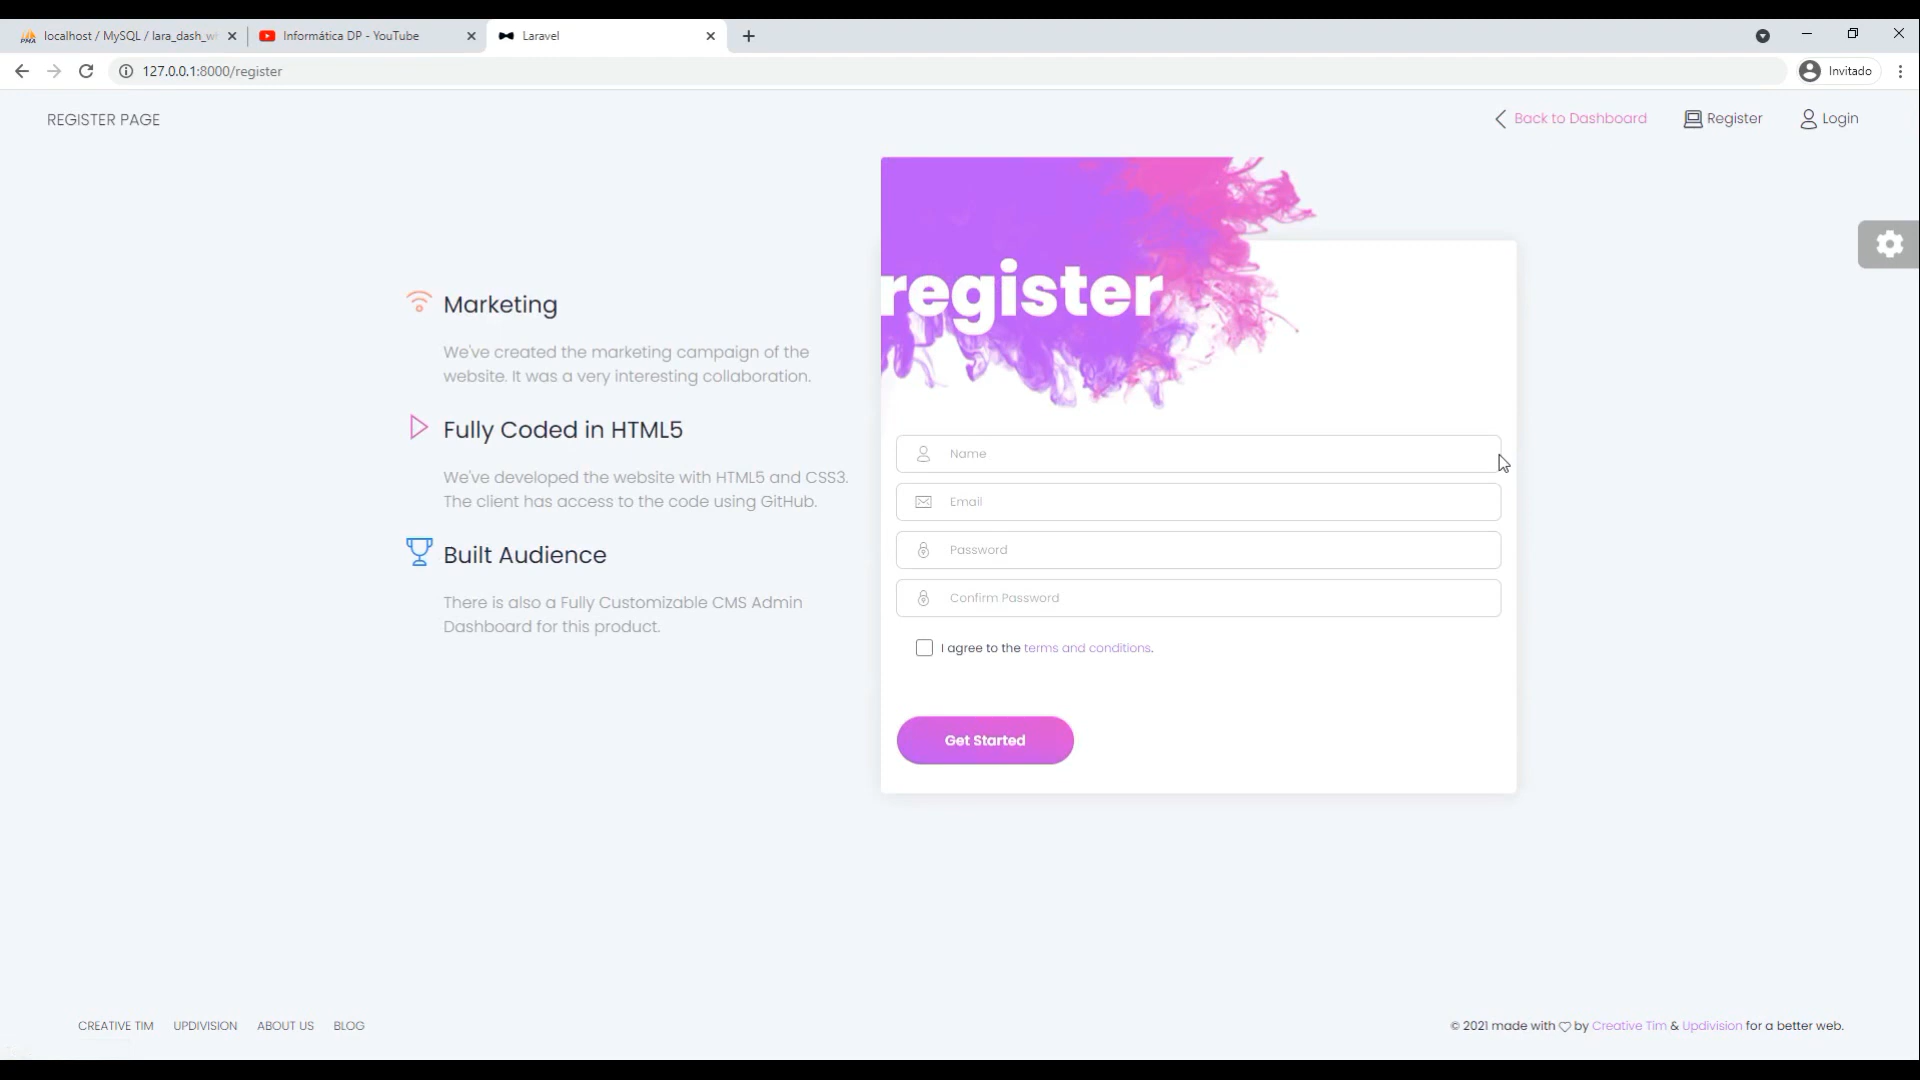 localhost / MySQL / lara_dash_w
Informática DP - YouTube
Laravel
127.0.0.1:8000/register
Invitado
REGISTER PAGE
Back to Dashboard
Register
Login
register
Marketing
We've created the marketing campaign of the
website. It was a very interesting collaboration.
Fully Coded in HTML5
We've developed the website with HTML5 and CSS3.
The client has access to the code using GitHub.
Built Audience
There is also a Fully Customizable CMS Admin
Dashboard for this product.
Name
Email
Password
Confirm Password
I agree to the terms and conditions.
Get Started
CREATIVE TIM
UPDIVISION
ABOUT US
BLOG
© 2021 made with by Creative Tim & Updivision for a better web.